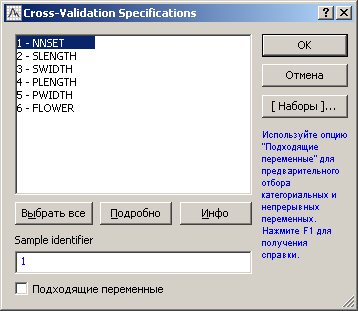 Cross-Validation Specifications
1 - NNSET
2 - SLENGTH
3 - SWIDTH
4 - PLENGTH
5 - PWIDTH
6 - FLOWER
OK
Отмена
[ Наборы ]...
Используйте опцию
"Подходящие
переменные" для
предварительного
отбора
категориальных и
непрерывных
переменных.
Нажмите F1 для
получения
справки.
Выбрать все
Подробно
Инфо
Sample identifier
1
Подходящие переменные